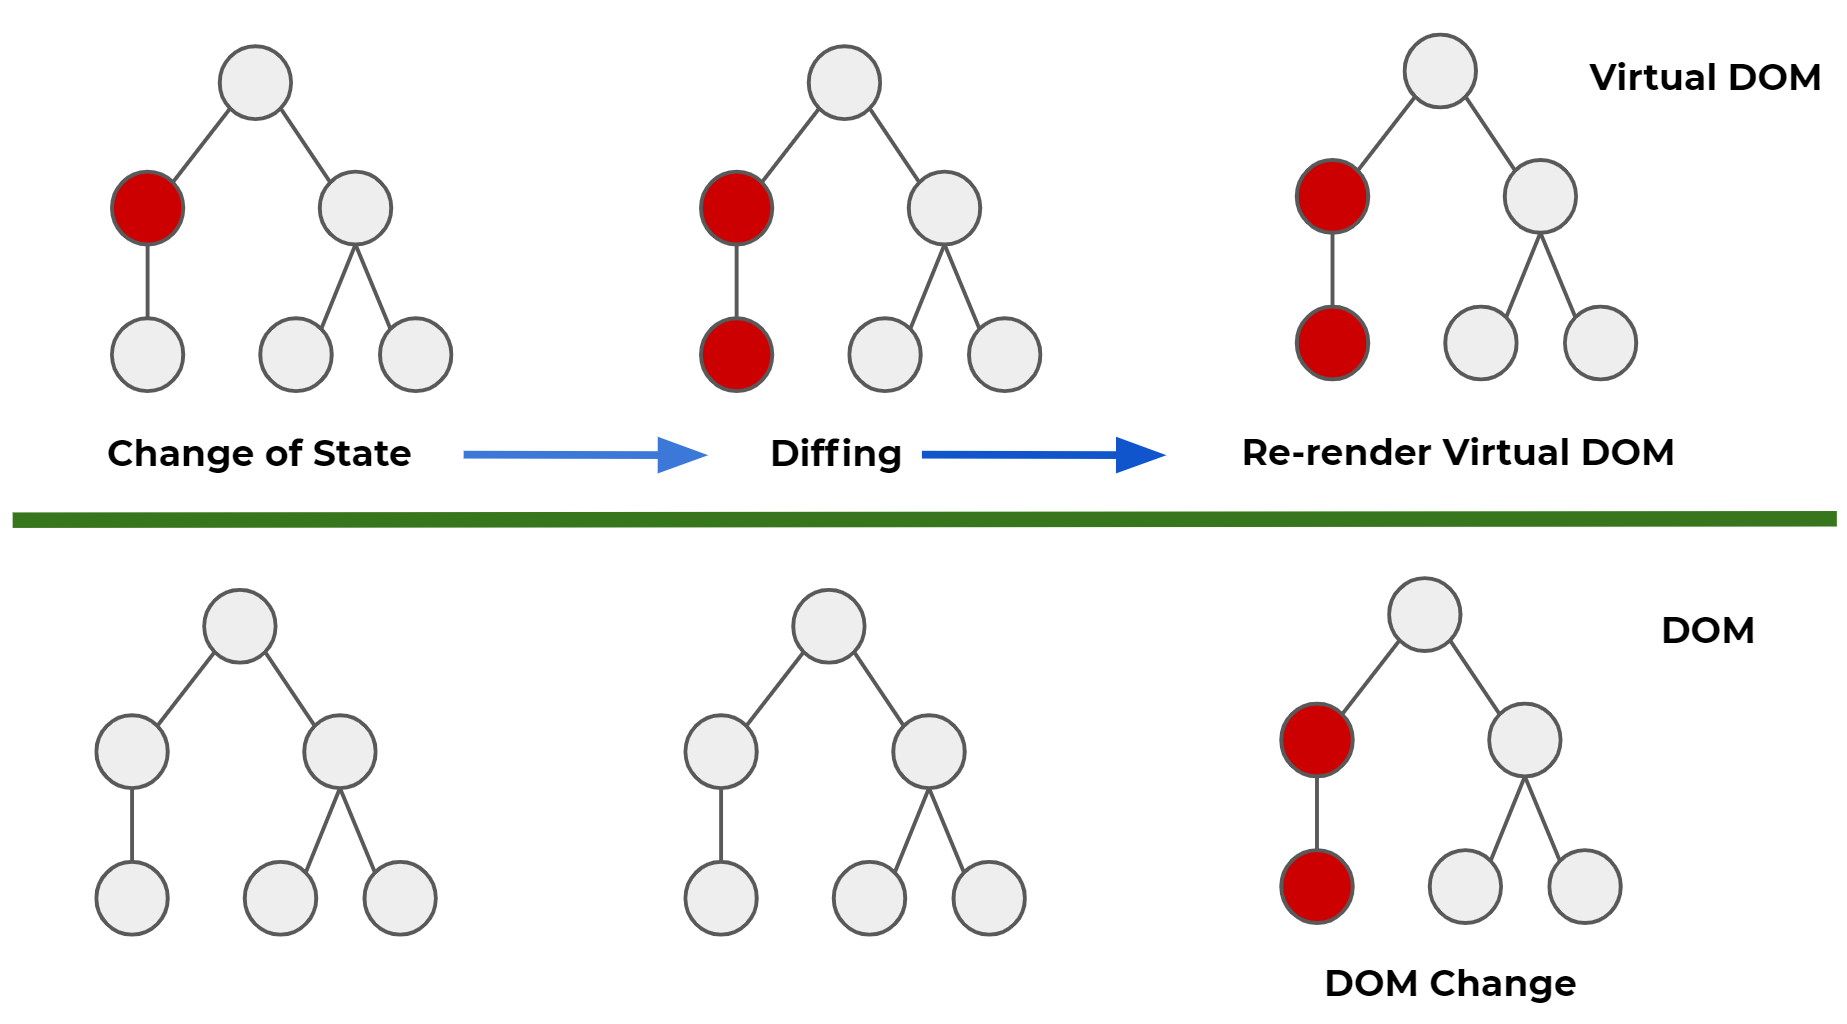 Virtual DOM
Change of State
Diffing
Re-render Virtual DOM
DOM
DOM Change